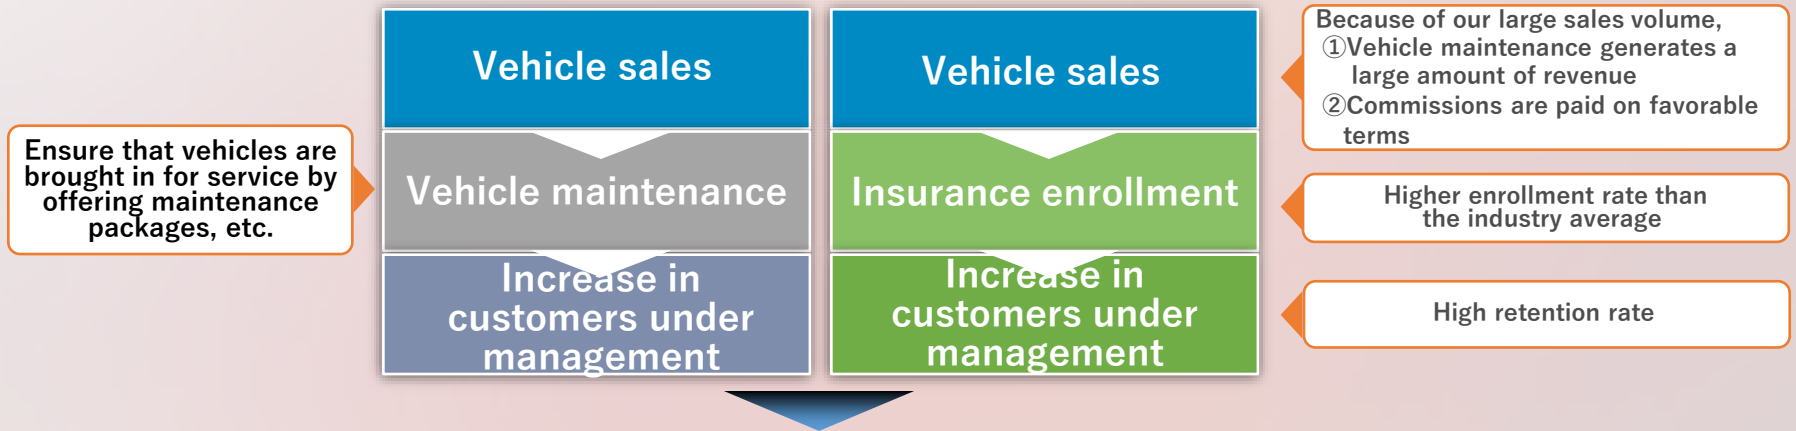 Ensure that vehicles are
brought in for service by
offering maintenance
packages, etc.
Vehicle sales
Vehicle maintenance
Increase in
customers under
management
Vehicle sales
Insurance enrollment
Increase in
customers under
management
Because of our large sales volume,
①Vehicle maintenance generates a
large amount of revenue
②Commissions are paid on favorable
terms
Higher enrollment rate than
the industry average
High retention rate